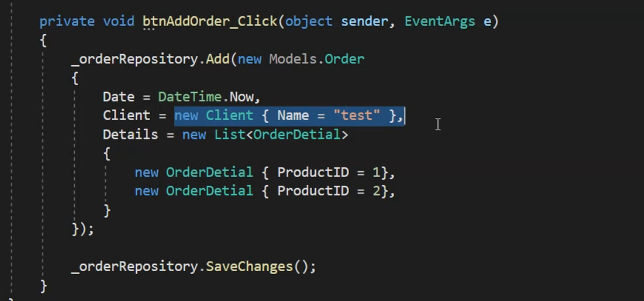 private void btnAddOrder_Click(object sender, EventArgs e)
{
_orderRepository.Add(new Models.Order
{
Date = DateTime.Now,
Client = new Client { Name = "test" },
Details = new List<OrderDetial>
{
new OrderDetial { ProductID = 1},
new OrderDetial { ProductID = 2},
}
});
_orderRepository.SaveChanges();
}